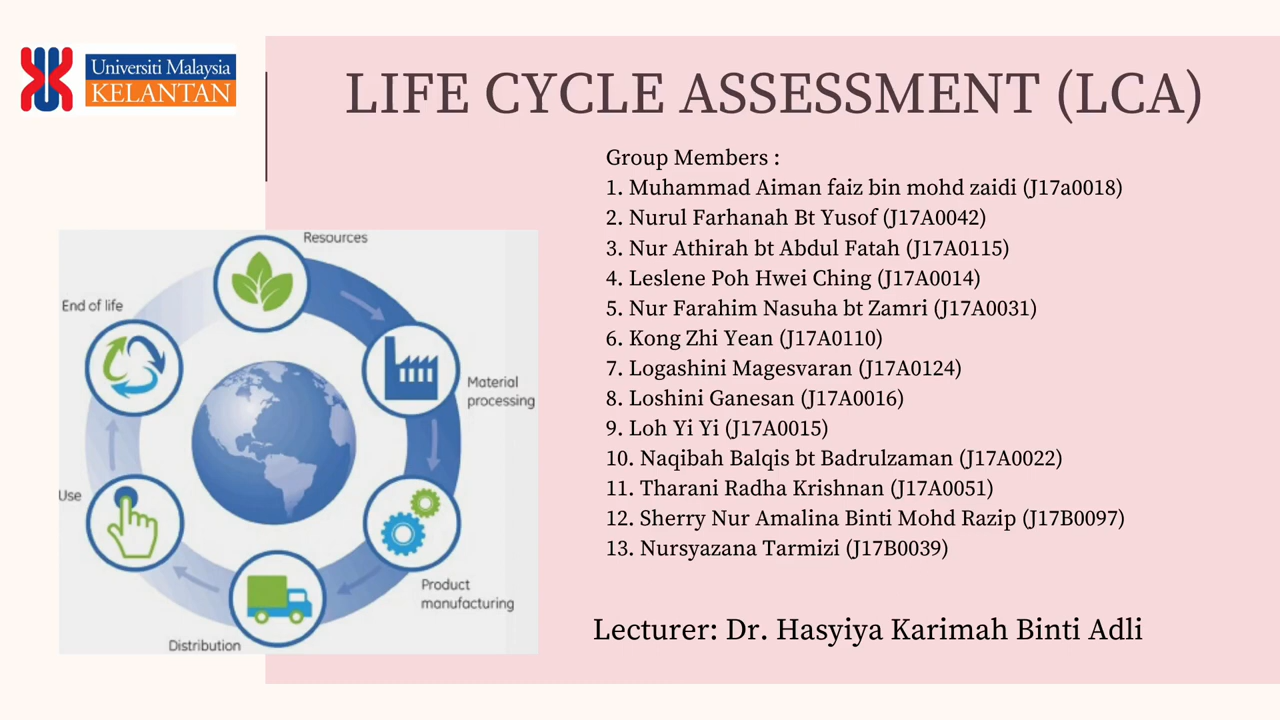 Universiti Malaysia
KELANTAN
LIFE CYCLE ASSESSMENT (LCA)
Group Members :
1. Muhammad Aiman faiz bin mohd zaidi (J17a0018)
2. Nurul Farhanah Bt Yusof (J17A0042)
3. Nur Athirah bt Abdul Fatah (J17A0115)
4. Leslene Poh Hwei Ching (J17A0014)
5. Nur Farahim Nasuha bt Zamri (J17A0031)
6. Kong Zhi Yean (J17A0110)
7. Logashini Magesvaran (J17A0124)
8. Loshini Ganesan (J17A0016)
9. Loh Yi Yi (J17A0015)
10. Naqibah Balqis bt Badrulzaman (J17A0022)
11. Tharani Radha Krishnan (J17A0051)
12. Sherry Nur Amalina Binti Mohd Razip (J17B0097)
13. Nursyazana Tarmizi (J17B0039)
Lecturer: Dr. Hasyiya Karimah Binti Adli
Resources
Material
processing
Product
manufacturing
Distribution
Use
End of life